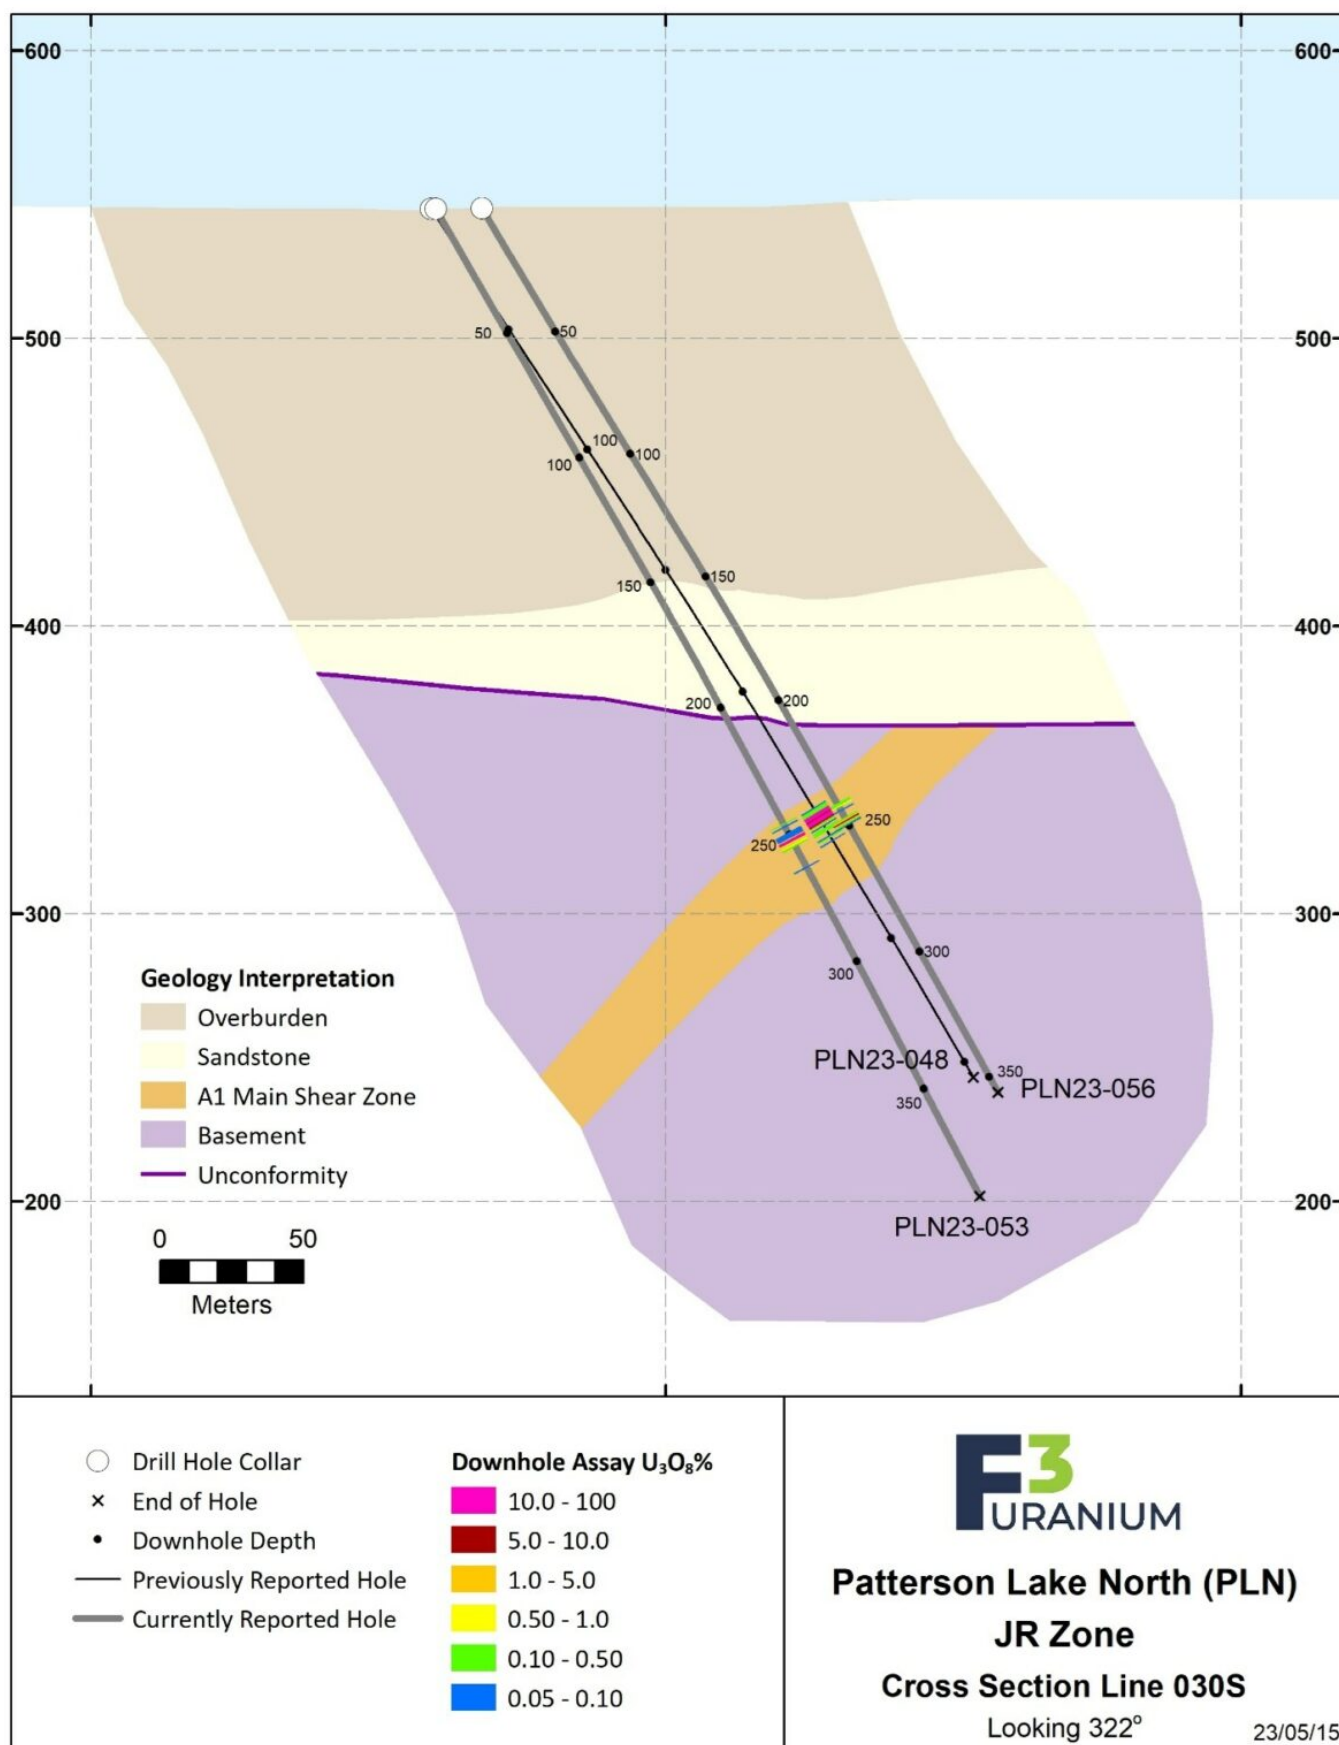 600
600
500
500
50
50
100
100
100
150
150
400
400
200
200
250
250
300
300
300
300
Geology Interpretation
Overburden
Sandstone
A1 Main Shear Zone
Basement
Unconformity
PLN23-048
350
PLN23-056
350
200
200
PLN23-053
0 50
Meters
Drill Hole Collar
End of Hole
Downhole Depth
Previously Reported Hole
Currently Reported Hole
Downhole Assay U₃O₈%
10.0 - 100
5.0 - 10.0
1.0 - 5.0
0.50 - 1.0
0.10 - 0.50
0.05 - 0.10
F3
URANIUM
Patterson Lake North (PLN)
JR Zone
Cross Section Line 030S
Looking 322°
23/05/15